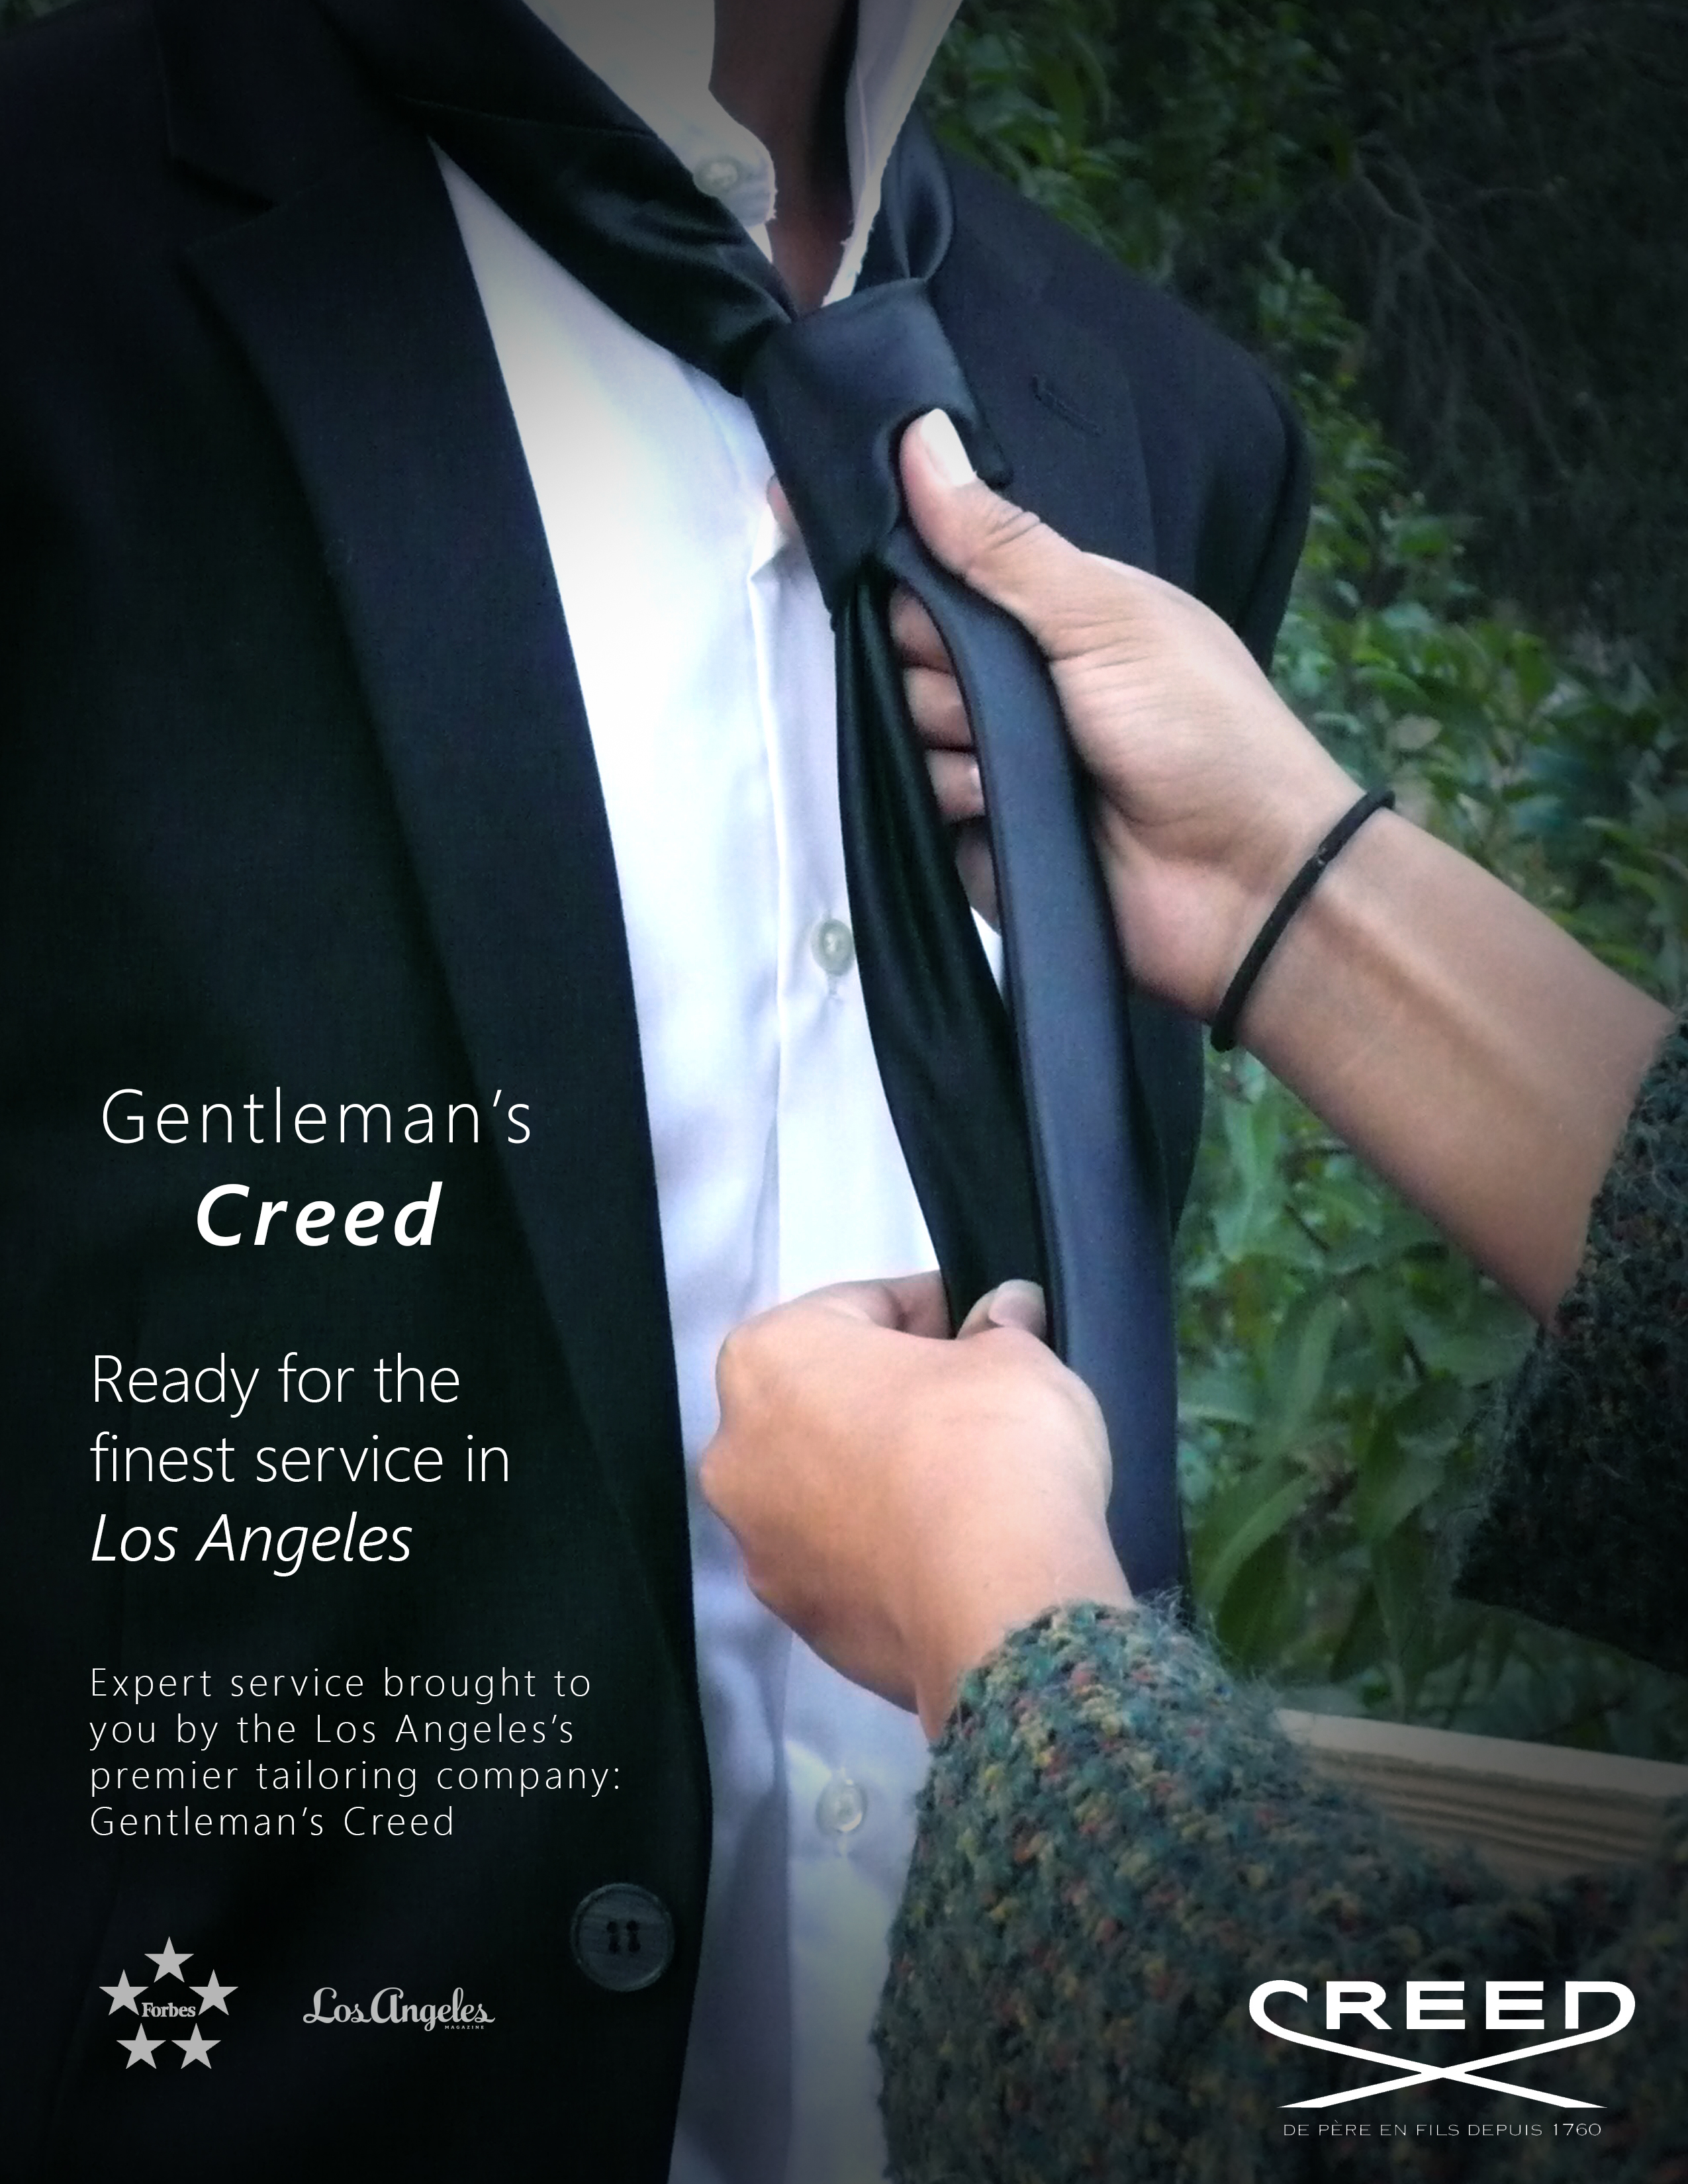 Gentleman’s
Creed
Ready for the
finest service in
Los Angeles
Expert service brought to
you by the Los Angeles’s
premier tailoring company:
Gentleman’s Creed
Forbes
Los Angeles
MAGAZINE
CREED
DE PÈRE EN FILS DEPUIS 1760